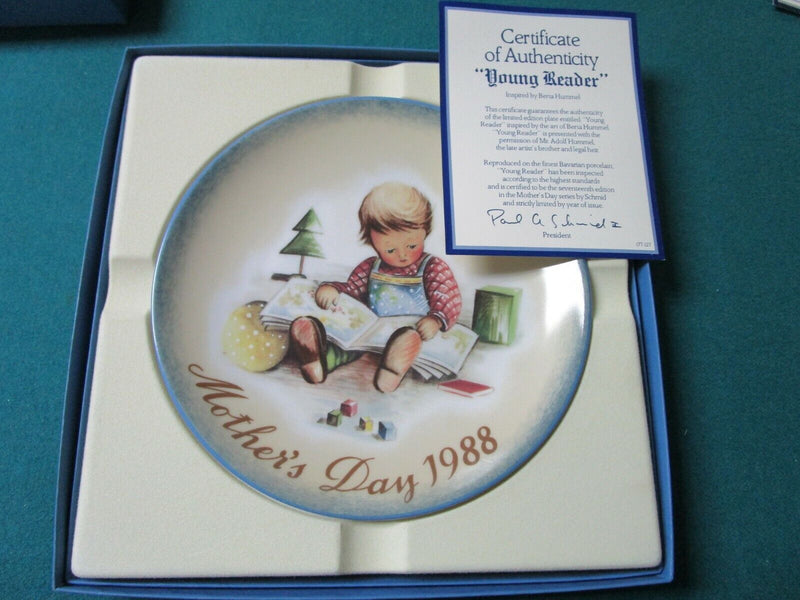 Certificate
of Authenticity
"Young Reader"
Inspired by Berta Hummel
This certificate guarantees the authenticity
of the limited edition plate entitled, "Young
Reader" inspired by the art of Berta Hummel.
"Young Reader" is presented with the
permission of Mr. Adolf Hummel,
the late artist's brother and legal heir.
Reproduced on the finest Bavarian porcelain,
"Young Reader" has been inspected
according to the highest standards
and is certified to be the seventeenth edition
in the Mother's Day series by Schmid
and strictly limited by year of issue.
Paul A Schmid
President
Mother's Day 1988